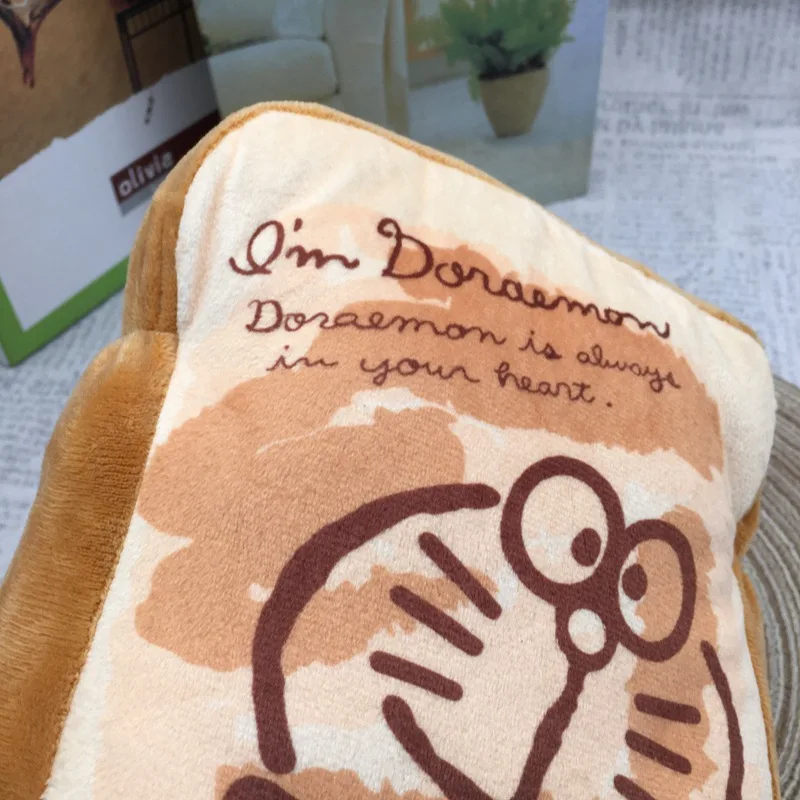 olivia
I'm Doraemon
Doraemon is always
in your heart.